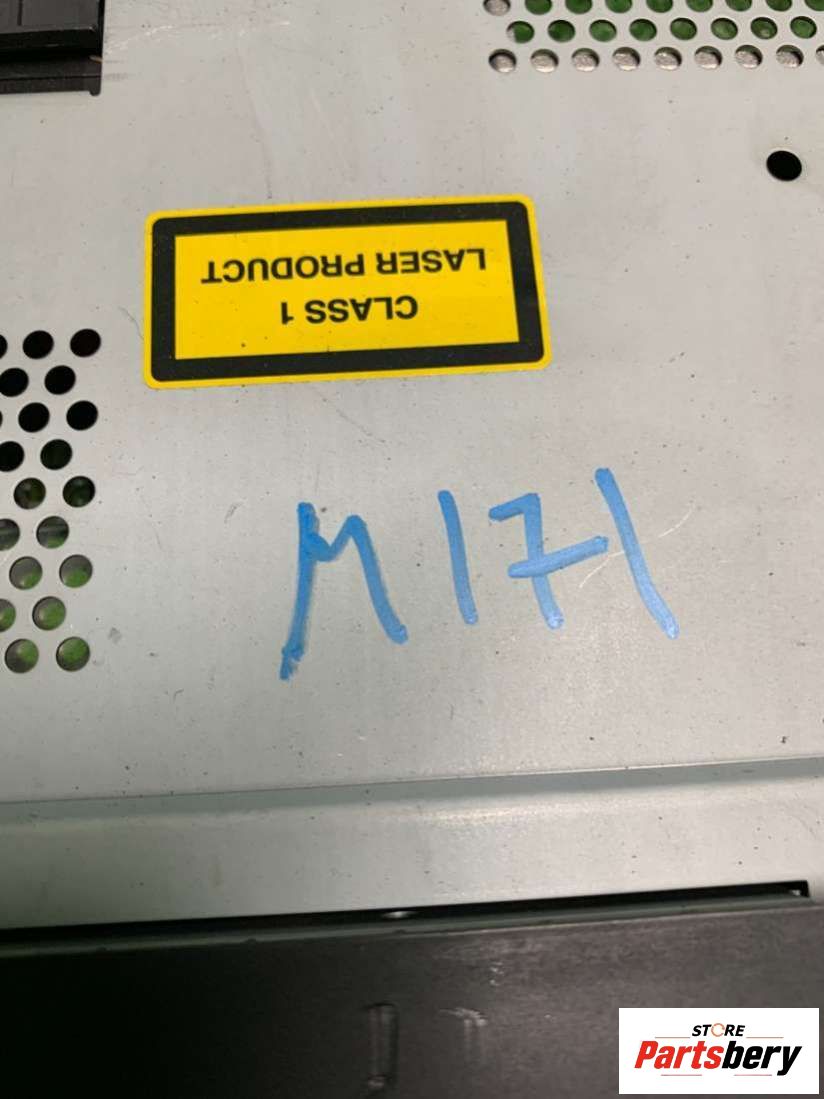 CLASS 1
LASER PRODUCT
M171
STORE
Partsbery